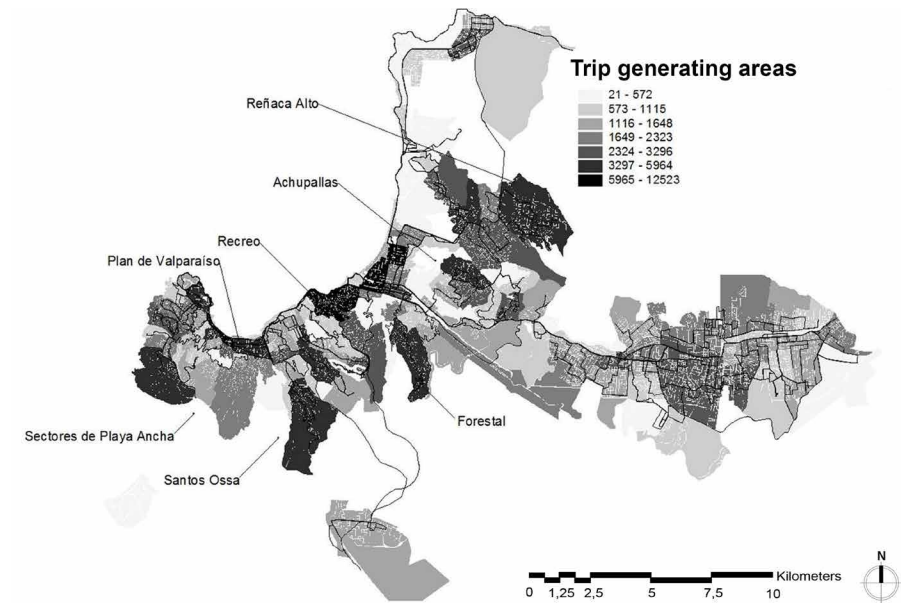 Trip generating areas
21 - 572
573 - 1115
1116 - 1648
1649 - 2323
2324 - 3296
3297 - 5964
5965 - 12523
Reñaca Alto
Achupallas
Recreo
Plan de Valparaíso
Sectores de Playa Ancha
Santos Ossa
Forestal
N
Kilometers
0 1,25 2,5 5 7,5 10